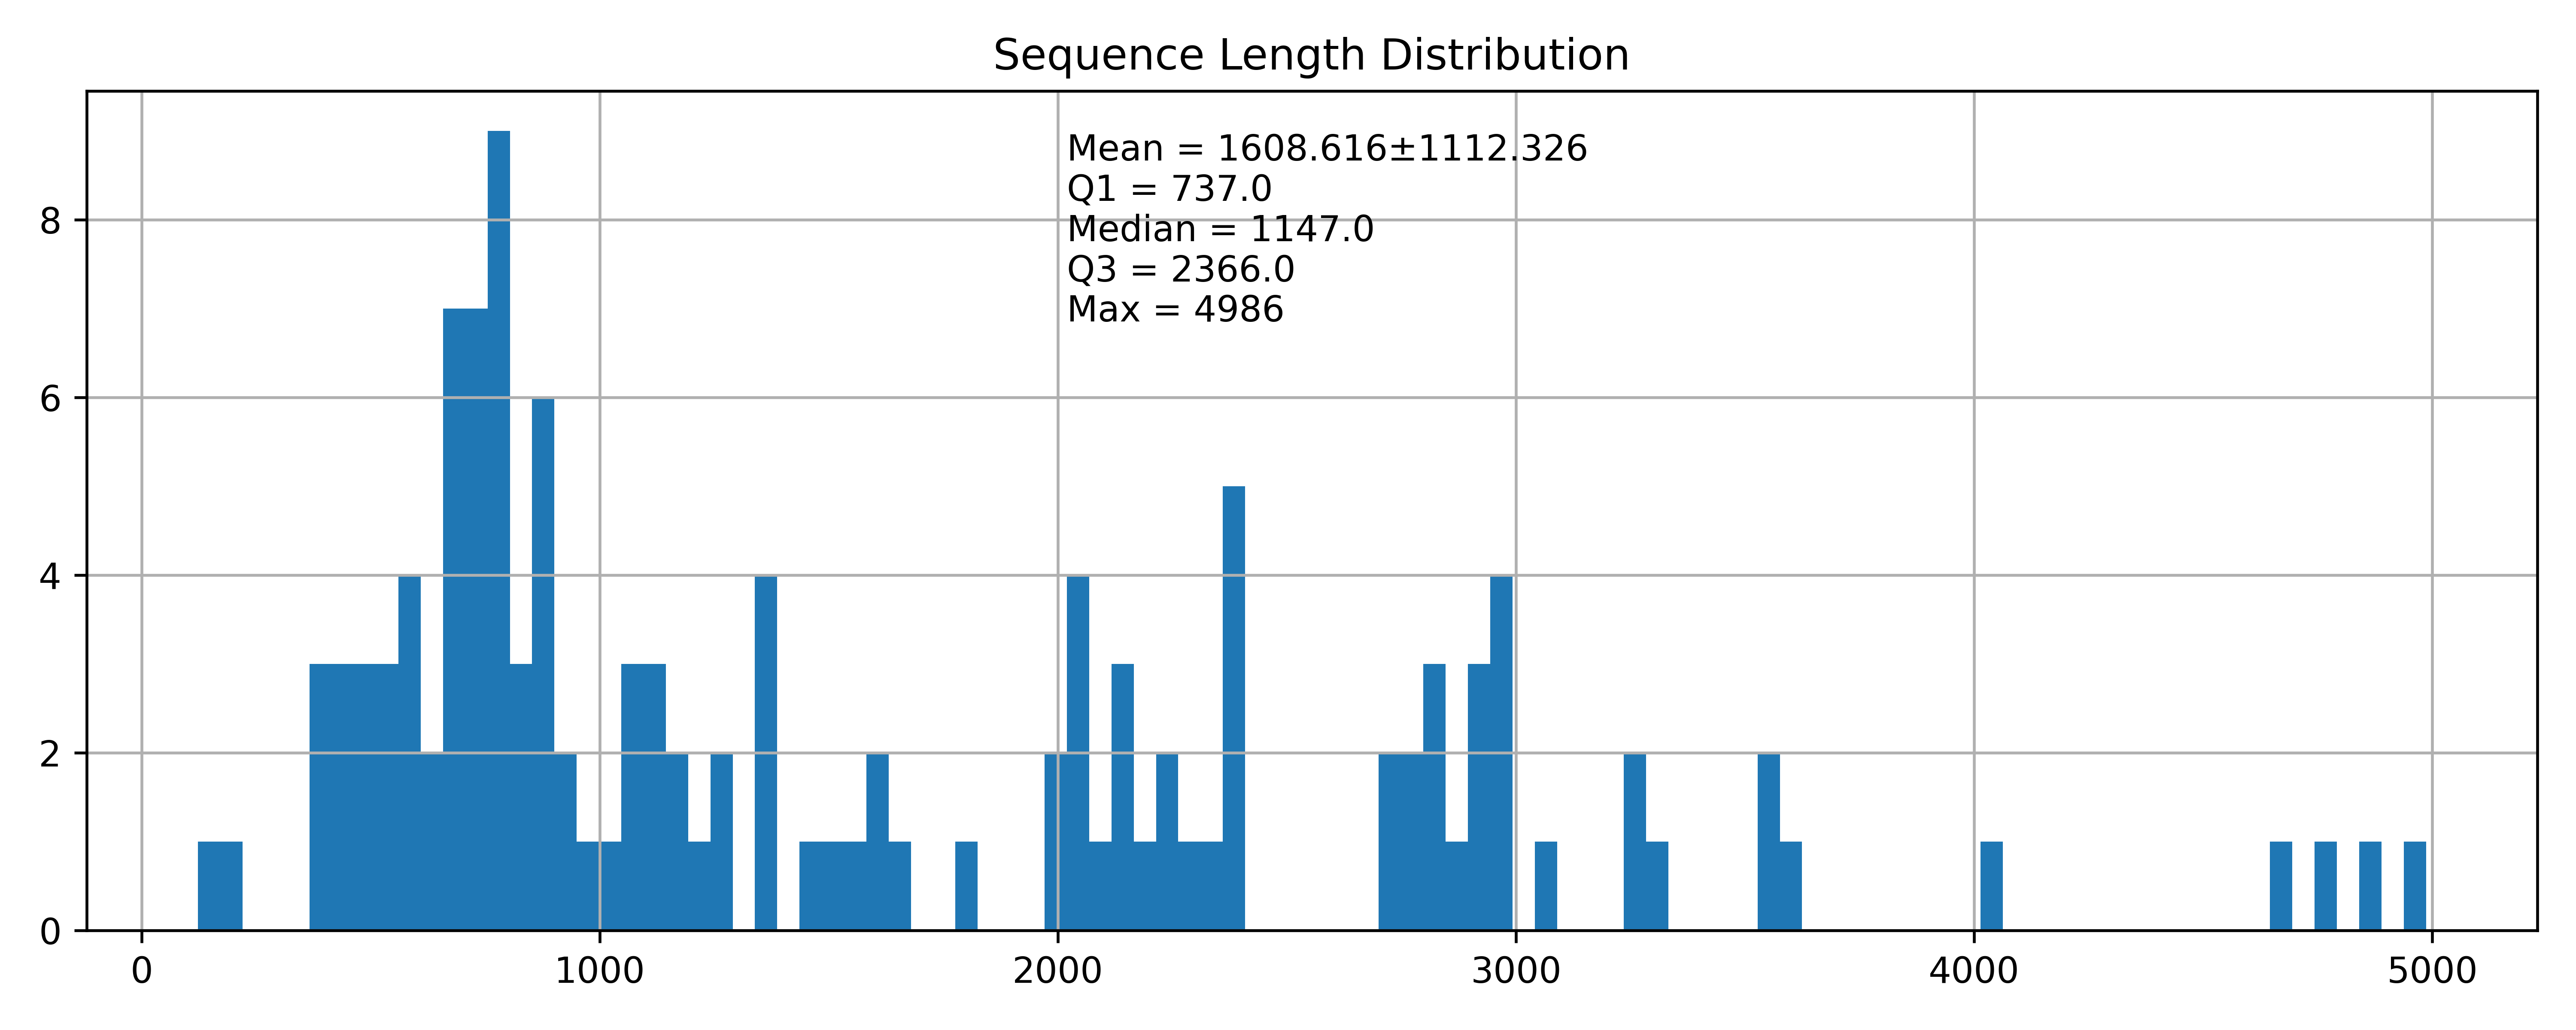 Sequence Length Distribution
Mean = 1608.616±1112.326
Q1 = 737.0
Median = 1147.0
Q3 = 2366.0
Max = 4986
8
6
4
2
0
0 1000 2000 3000 4000 5000